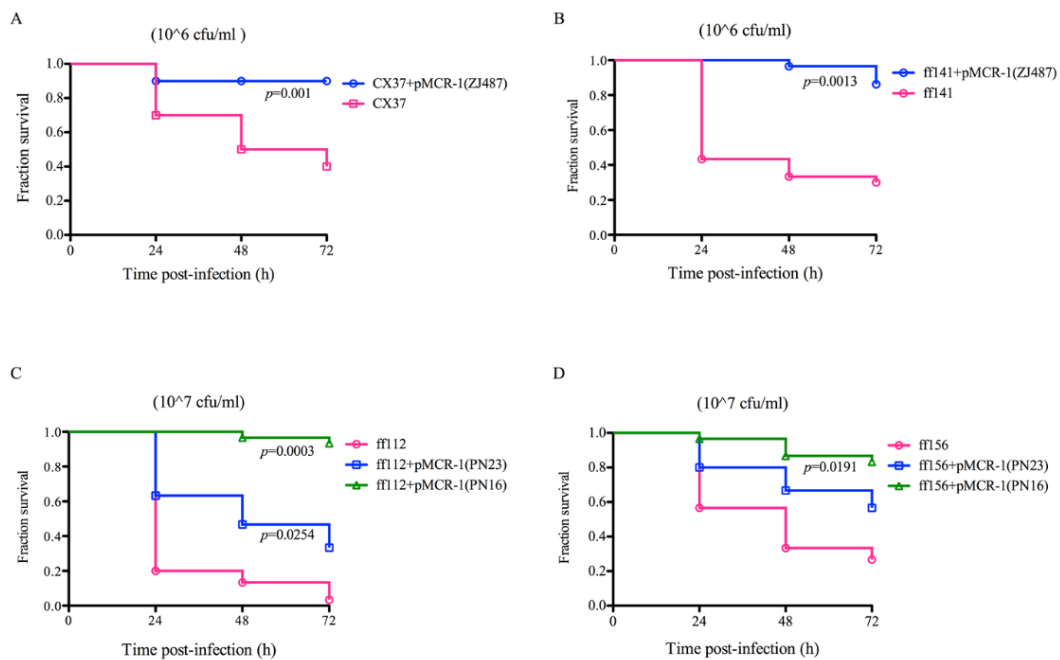 A
(10^6 cfu/ml )
Fraction survival
1.0
0.8
0.6
0.4
0.2
0.0
0
24
48
72
Time post-infection (h)
p=0.001
CX37+pMCR-1(ZJ487)
CX37
B
(10^6 cfu/ml)
Fraction survival
1.0
0.8
0.6
0.4
0.2
0.0
0
24
48
72
Time post-infection (h)
p=0.0013
ff141+pMCR-1(ZJ487)
ff141
C
(10^7 cfu/ml)
Fraction survival
1.0
0.8
0.6
0.4
0.2
0.0
0
24
48
72
Time post-infection (h)
p=0.0003
p=0.0254
ff112
ff112+pMCR-1(PN23)
ff112+pMCR-1(PN16)
D
(10^7 cfu/ml)
Fraction survival
1.0
0.8
0.6
0.4
0.2
0.0
0
24
48
72
Time post-infection (h)
p=0.0191
ff156
ff156+pMCR-1(PN23)
ff156+pMCR-1(PN16)